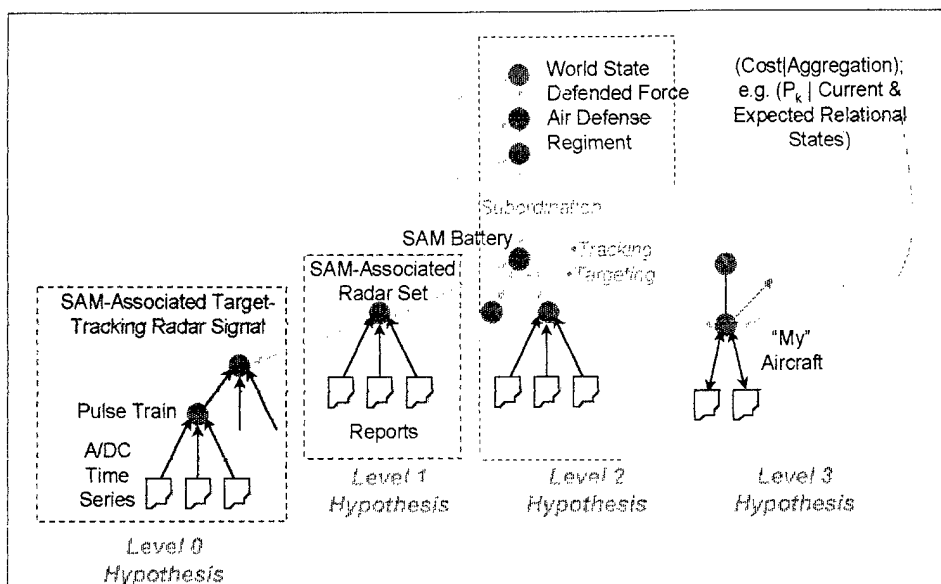 World State
Defended Force
Air Defense
Regiment
(Cost|Aggregation);
e.g. (Pk | Current &
Expected Relational
States)
Subordination
SAM Battery
•Tracking
•Targeting
SAM-Associated
Radar Set
SAM-Associated Target-
Tracking Radar Signal
"My"
Aircraft
Pulse Train
Reports
A/DC
Time
Series
Level 0
Hypothesis
Level 1
Hypothesis
Level 2
Hypothesis
Level 3
Hypothesis